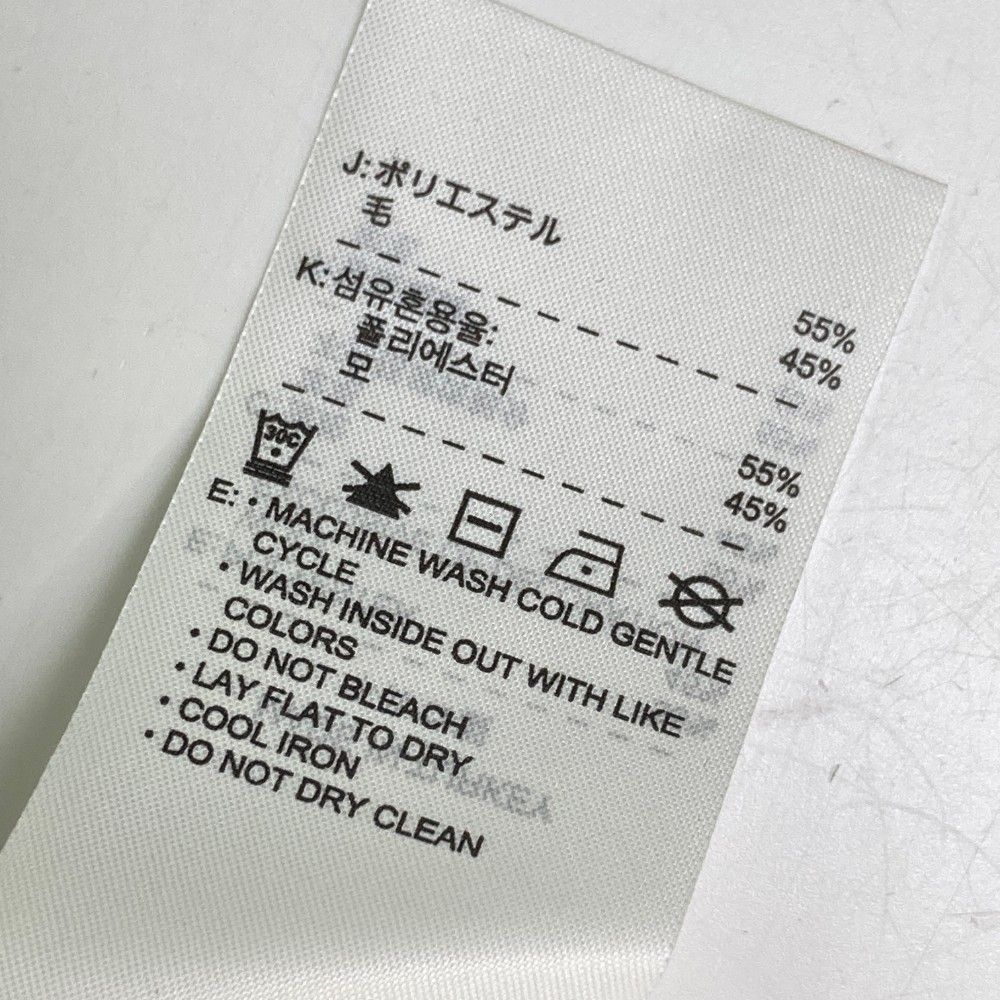 J: ポリエステル 55%
毛 45%
K: 섬유혼용율:
폴리에스터 55%
모 45%
30C
E: • MACHINE WASH COLD GENTLE
CYCLE
• WASH INSIDE OUT WITH LIKE
COLORS
• DO NOT BLEACH
• LAY FLAT TO DRY
• COOL IRON
• DO NOT DRY CLEAN